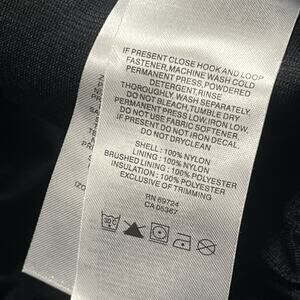 IF PRESENT CLOSE HOOK AND LOOP
FASTENER, MACHINE WASH COLD
PERMANENT PRESS, POWDERED
DETERGENT, RINSE
THOROUGHLY, WASH SEPARATELY.
DO NOT BLEACH, TUMBLE DRY
PERMANENT PRESS LOW, IRON LOW,
DO NOT USE FABRIC SOFTENER.
IF PRESENT DO NOT IRON DECAL.
DO NOT DRYCLEAN
SHELL : 100% NYLON
LINING : 100% NYLON
BRUSHED LINING : 100% POLYESTER
INSULATION : 100% POLYESTER
EXCLUSIVE OF TRIMMING
RN 69724
CA 05367